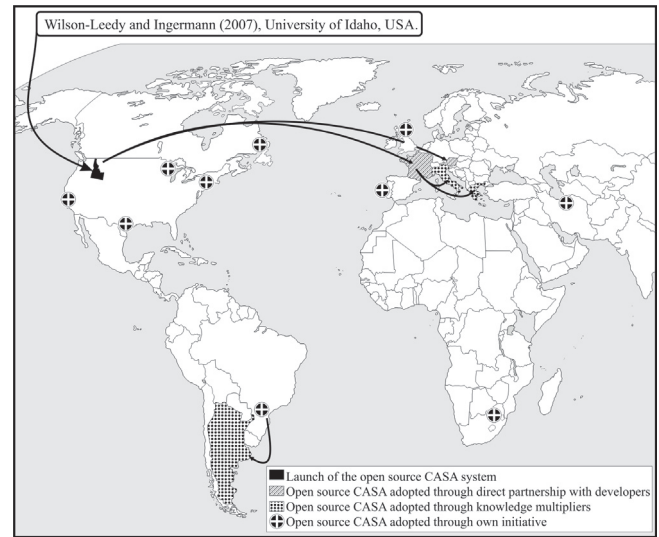 Wilson-Leedy and Ingermann (2007), University of Idaho, USA.
Launch of the open source CASA system
Open source CASA adopted through direct partnership with developers
Open source CASA adopted through knowledge multipliers
Open source CASA adopted through own initiative